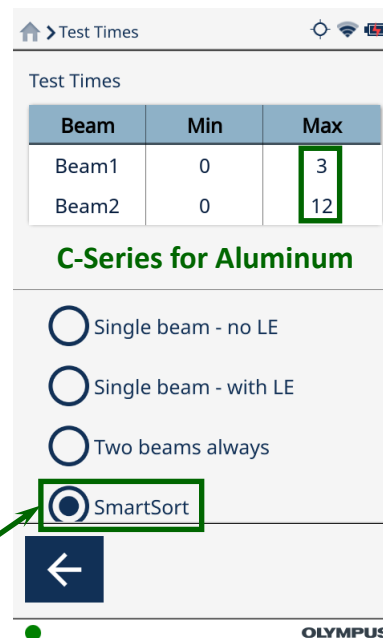 Test Times
Test Times
Beam Min Max
Beam1 0 3
Beam2 0 12
C-Series for Aluminum
Single beam - no LE
Single beam - with LE
Two beams always
SmartSort
OLYMPUS